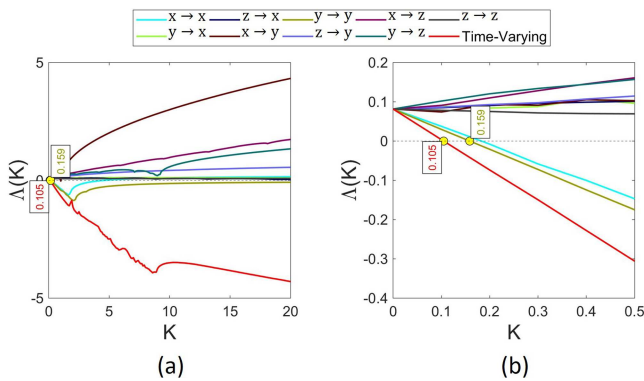 x → x z → x y → y x → z z → z
y → x x → y z → y y → z Time-Varying
5
0
-5
Λ(K)
0.159
0.105
0 5 10 15 20
K
(a)
0.2
0.1
0
-0.1
-0.2
-0.3
-0.4
Λ(K)
0.159
0.105
0 0.1 0.2 0.3 0.4 0.5
K
(b)